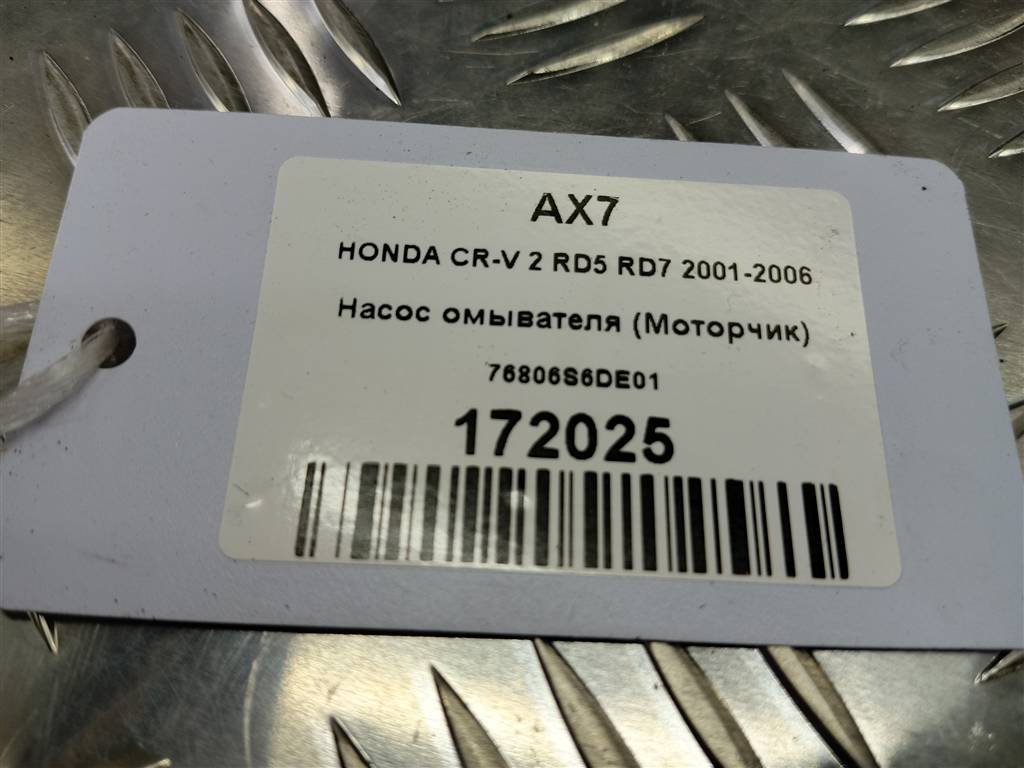 AX7
HONDA CR-V 2 RD5 RD7 2001-2006
Насос омывателя (Моторчик)
76806S6DE01
172025